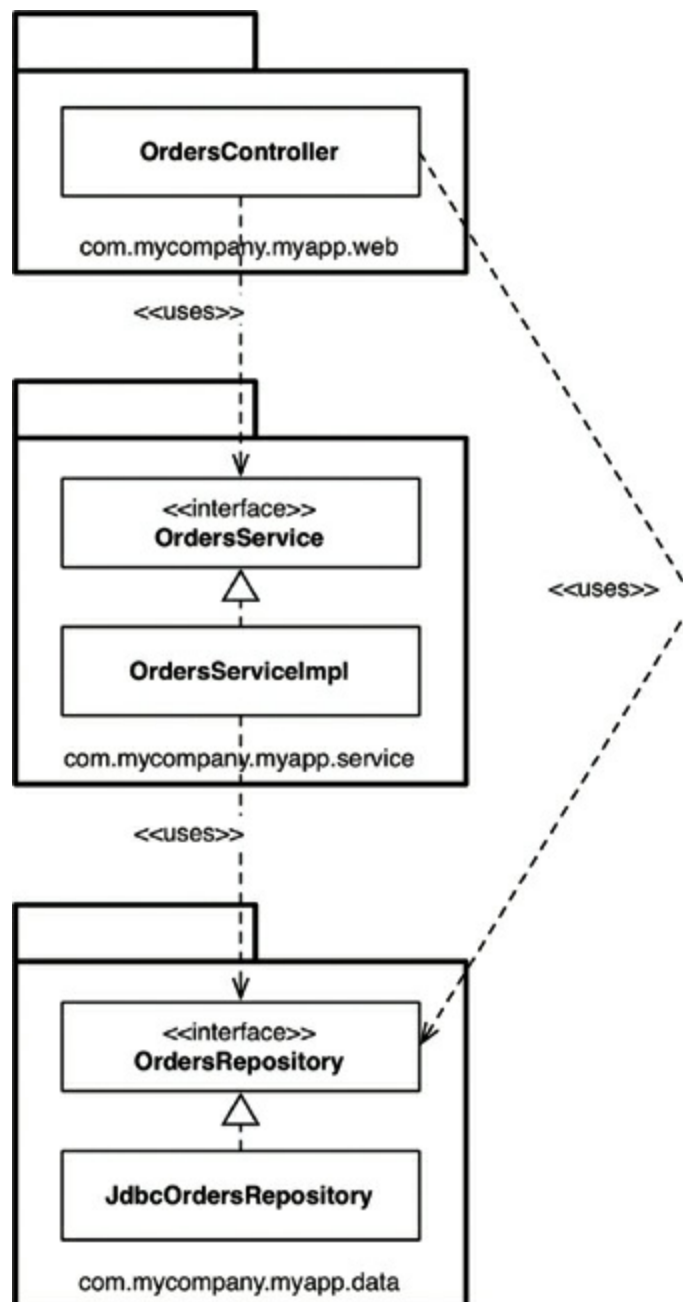 OrdersController
com.mycompany.myapp.web
<<uses>>
<<interface>>
OrdersService
<<uses>>
OrdersServiceImpl
com.mycompany.myapp.service
<<uses>>
<<interface>>
OrdersRepository
JdbcOrdersRepository
com.mycompany.myapp.data